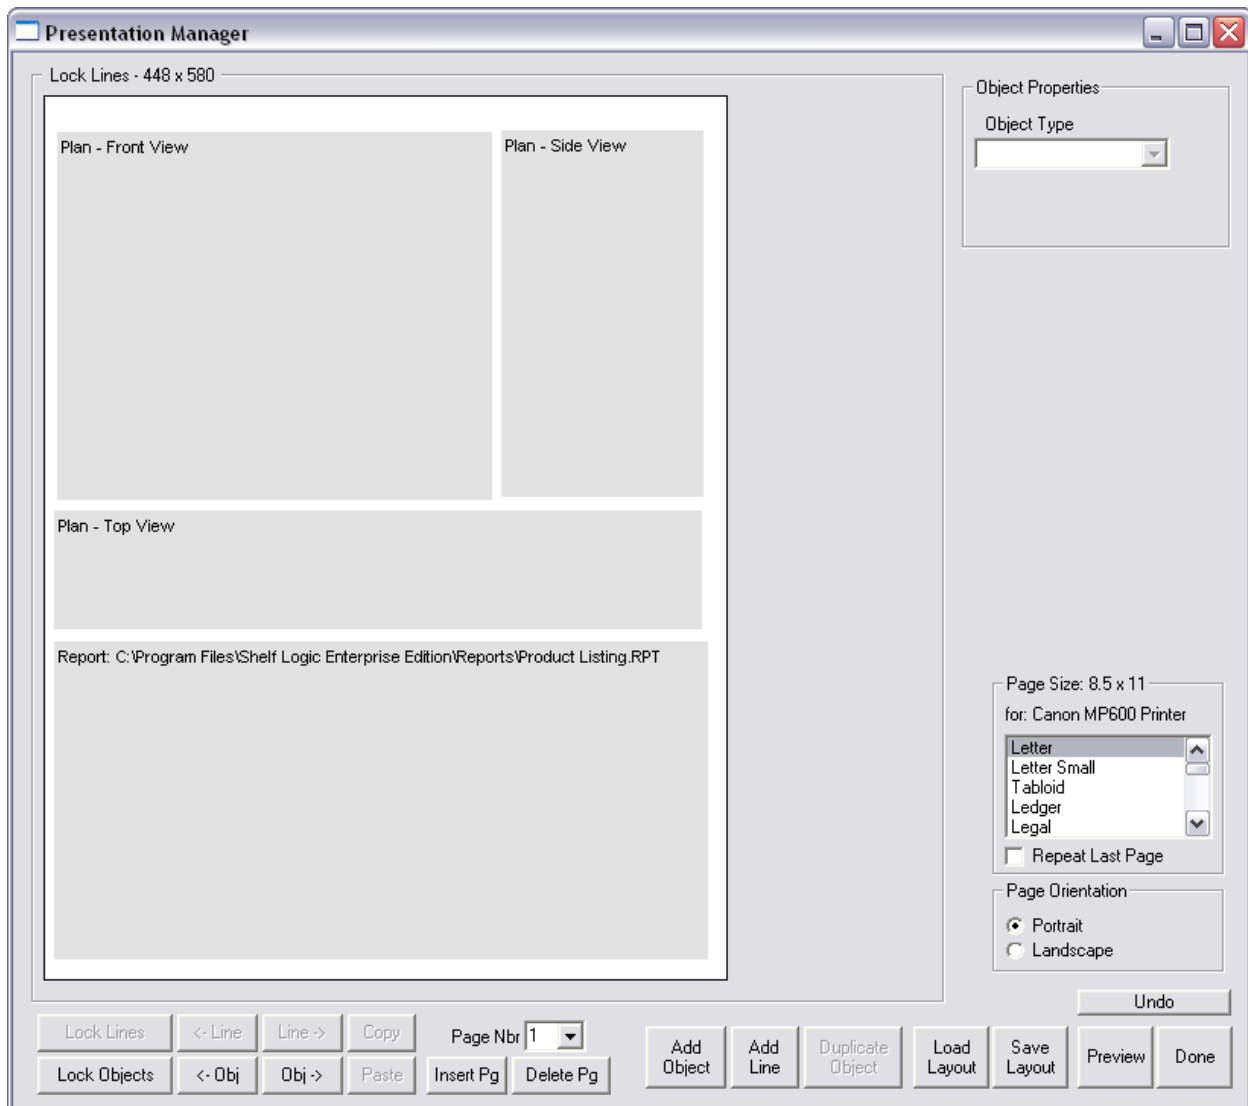 Presentation Manager
Lock Lines - 448 x 580
Plan - Front View
Plan - Side View
Plan - Top View
Report: C:\Program Files\Shelf Logic Enterprise Edition\Reports\Product Listing.RPT
Object Properties
Object Type
Page Size: 8.5 x 11
for: Canon MP600 Printer
Letter
Letter Small
Tabloid
Ledger
Legal
Repeat Last Page
Page Orientation
Portrait
Landscape
Undo
Lock Lines
<- Line
Line ->
Copy
Page Nbr 1
Lock Objects
<- Obj
Obj ->
Paste
Insert Pg
Delete Pg
Add
Object
Add
Line
Duplicate
Object
Load
Layout
Save
Layout
Preview
Done